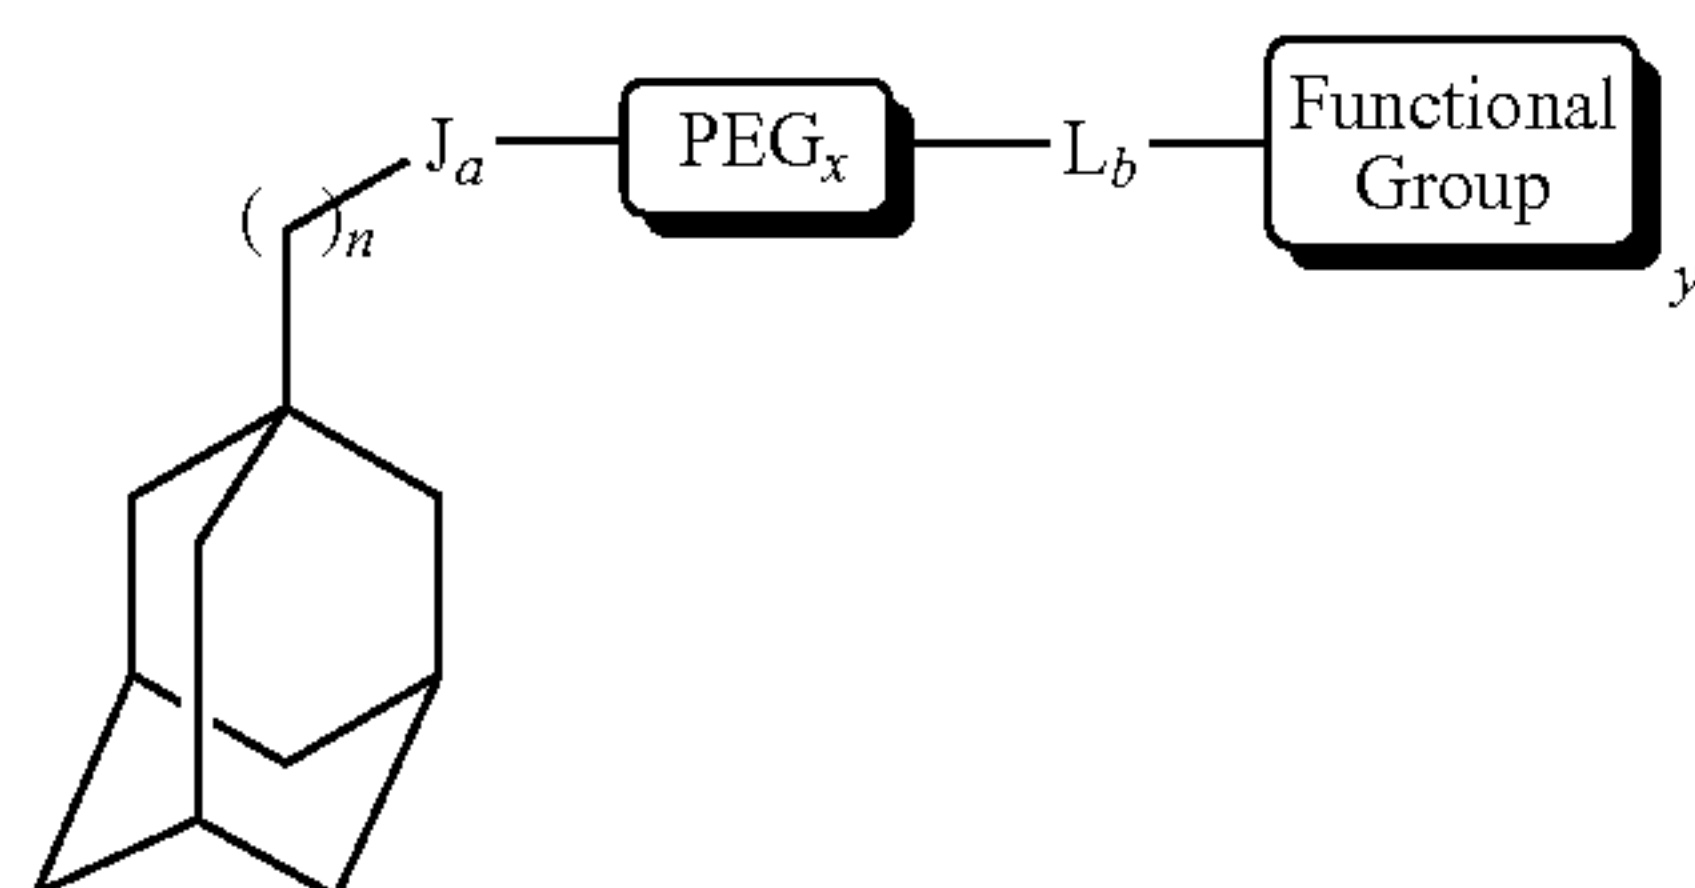 ( )n
Ja
PEGx
Lb
Functional
Group
y